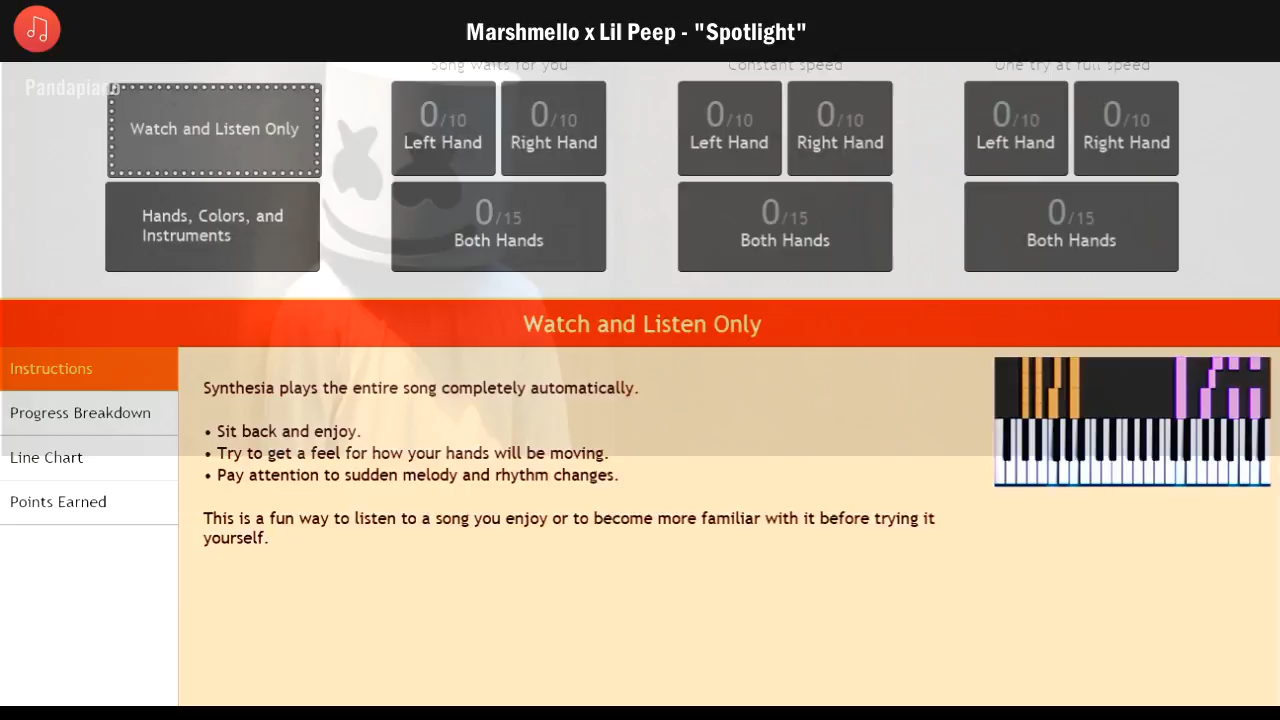 Marshmello x Lil Peep - "Spotlight"
Pandapiano
Song waits for you
Constant speed
One try at full speed
Watch and Listen Only
0/10
Left Hand
0/10
Right Hand
0/10
Left Hand
0/10
Right Hand
0/10
Left Hand
0/10
Right Hand
Hands, Colors, and
Instruments
0/15
Both Hands
0/15
Both Hands
0/15
Both Hands
Watch and Listen Only
Instructions
Progress Breakdown
Line Chart
Points Earned
Synthesia plays the entire song completely automatically.
• Sit back and enjoy.
• Try to get a feel for how your hands will be moving.
• Pay attention to sudden melody and rhythm changes.
This is a fun way to listen to a song you enjoy or to become more familiar with it before trying it
yourself.